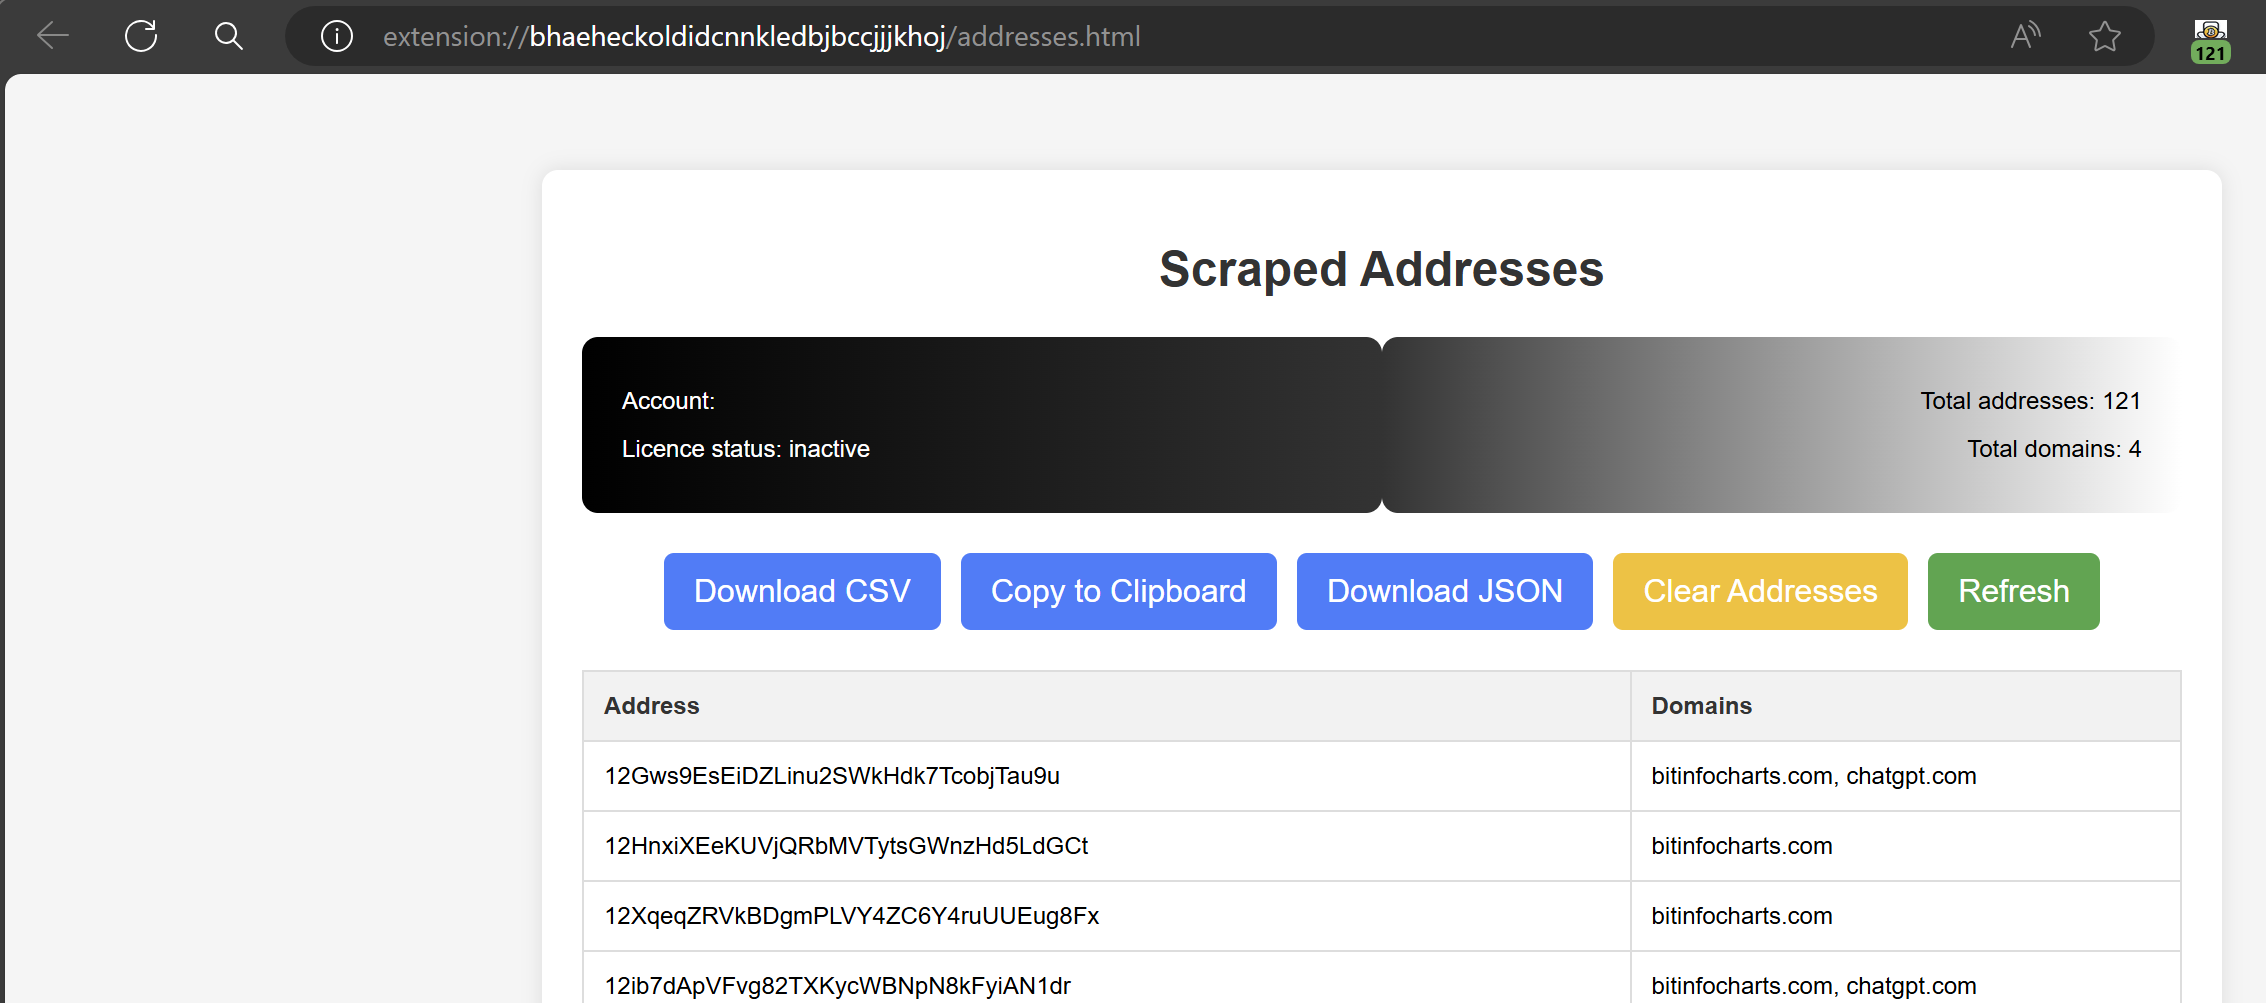 extension://bhaeheckoldidcnnkledbjbccjjjkhoj/addresses.html
121
Scraped Addresses
Account:
Total addresses: 121
Licence status: inactive
Total domains: 4
Download CSV Copy to Clipboard Download JSON Clear Addresses Refresh
Address Domains
12Gws9EsEiDZLinu2SWkHdk7TcobjTau9u bitinfocharts.com, chatgpt.com
12HnxiXEeKUVjQRbMVTytsGWnzHd5LdGCt bitinfocharts.com
12XqeqZRVkBDgmPLVY4ZC6Y4ruUUEug8Fx bitinfocharts.com
12ib7dApVFvg82TXKycWBNpN8kFyiAN1dr bitinfocharts.com, chatgpt.com